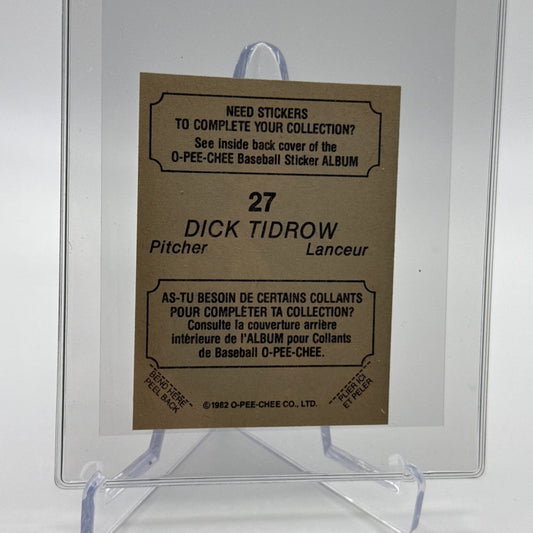 NEED STICKERS
TO COMPLETE YOUR COLLECTION?
See inside back cover of the
O-PEE-CHEE Baseball Sticker ALBUM
27
DICK TIDROW
Pitcher Lanceur
AS-TU BESOIN DE CERTAINS COLLANTS
POUR COMPLÉTER TA COLLECTION?
Consulte la couverture arrière
intérieure de l'ALBUM pour Collants
de Baseball O-PEE-CHEE.
BEND HERE
PEEL BACK
PLIER ICI
ET PELER
©1982 O-PEE-CHEE CO., LTD.